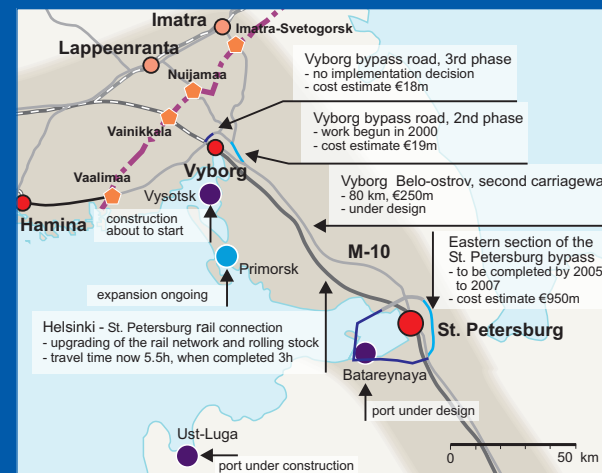 Imatra
Imatra-Svetogorsk
Lappeenranta
Nuijamaa
Vainikkala
Vaalimaa
Hamina
Vyborg bypass road, 3rd phase
- no implementation decision
- cost estimate €18m
Vyborg bypass road, 2nd phase
- work begun in 2000
- cost estimate €19m
Vyborg
Vysotsk
construction
about to start
Vyborg Belo-ostrov, second carriagewa
- 80 km, €250m
- under design
M-10
Eastern section of the
St. Petersburg bypass
- to be completed by 2005
to 2007
- cost estimate €950m
Primorsk
expansion ongoing
Helsinki - St. Petersburg rail connection
- upgrading of the rail network and rolling stock
- travel time now 5.5h, when completed 3h
St. Petersburg
Batareynaya
port under design
Ust-Luga
port under construction
0 50 km